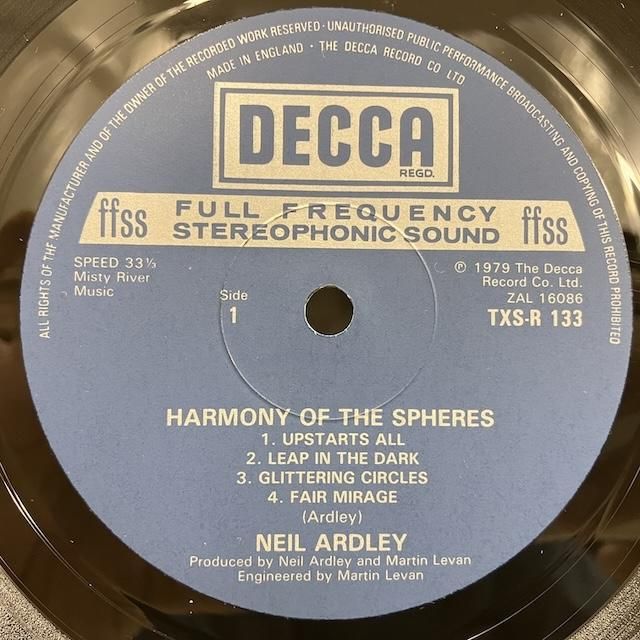 ALL RIGHTS OF THE MANUFACTURER AND OF THE OWNER OF THE RECORDED WORK RESERVED · UNAUTHORISED PUBLIC PERFORMANCE BROADCASTING AND COPYING OF THIS RECORD PROHIBITED
MADE IN ENGLAND · THE DECCA RECORD CO LTD
DECCA
REGD.
ffss FULL FREQUENCY STEREOPHONIC SOUND ffss
SPEED 33⅓
Misty River
Music
℗ 1979 The Decca
Record Co. Ltd.
ZAL 16086
TXS-R 133
Side
1
HARMONY OF THE SPHERES
1. UPSTARTS ALL
2. LEAP IN THE DARK
3. GLITTERING CIRCLES
4. FAIR MIRAGE
(Ardley)
NEIL ARDLEY
Produced by Neil Ardley and Martin Levan
Engineered by Martin Levan